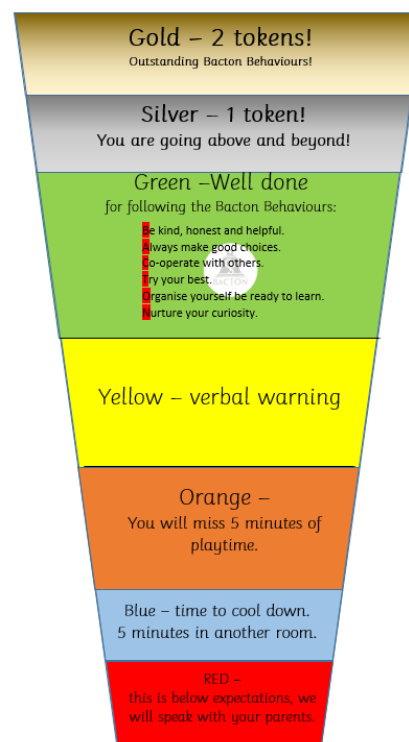 Gold – 2 tokens!
Outstanding Bacton Behaviours!
Silver – 1 token!
You are going above and beyond!
Green –Well done
for following the Bacton Behaviours:
Be kind, honest and helpful.
Always make good choices.
Co-operate with others.
Try your best.
Organise yourself be ready to learn.
Nurture your curiosity.
BACTON
Yellow – verbal warning
Orange –
You will miss 5 minutes of
playtime.
Blue – time to cool down.
5 minutes in another room.
RED –
this is below expectations, we
will speak with your parents.